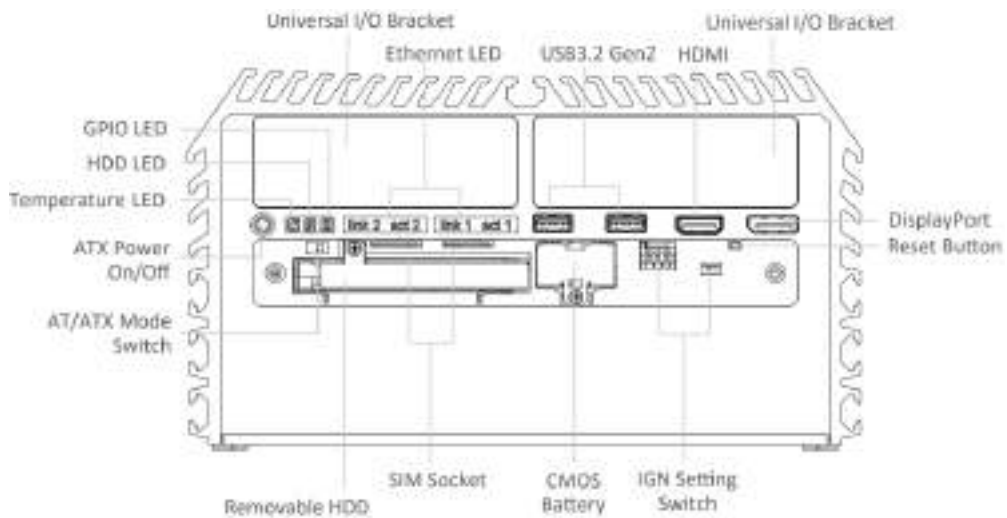 Universal I/O Bracket
Universal I/O Bracket
Ethernet LED
USB3.2 Gen2
HDMI
GPIO LED
HDD LED
Temperature LED
link 2 act 2
link 1 act 1
DisplayPort
Reset Button
ATX Power
On/Off
AT/ATX Mode
Switch
SIM Socket
CMOS
Battery
IGN Setting
Switch
Removable HDD